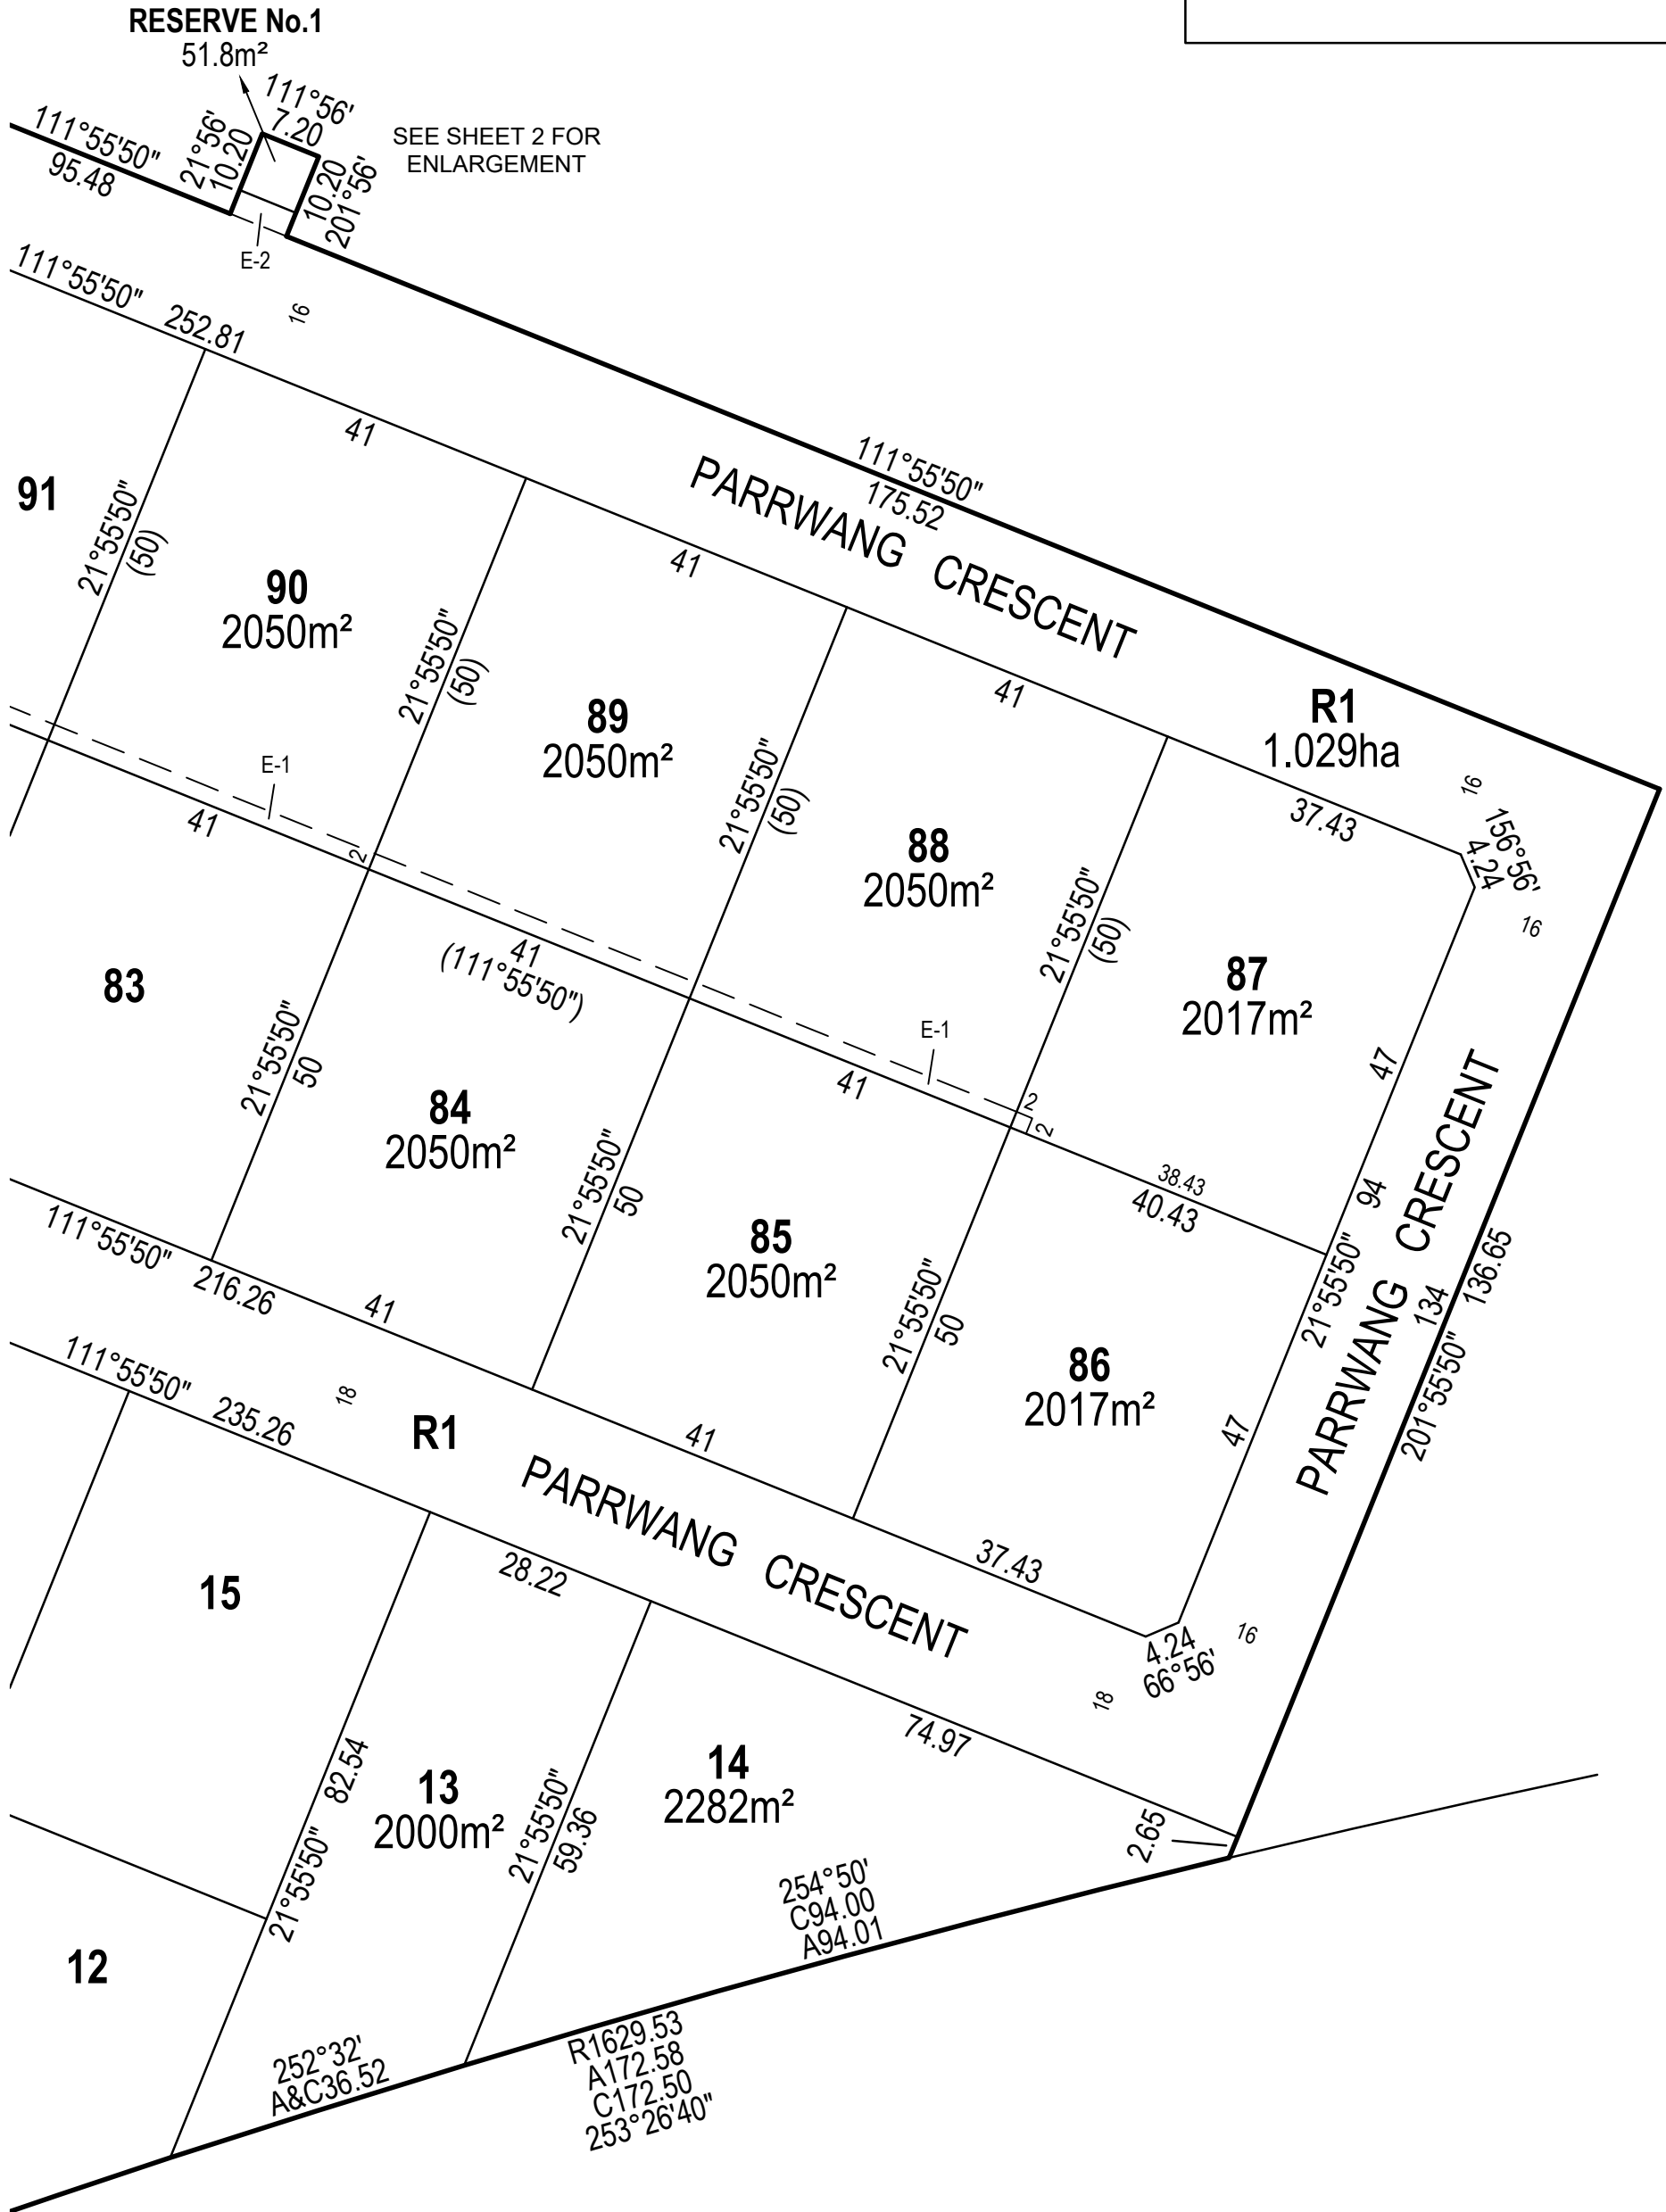 RESERVE No.1
51.8m²
111°56'
7.20
21°56'
10.20
10.20
201°56'
SEE SHEET 2 FOR
ENLARGEMENT
111°55'50"
95.48
E-2
111°55'50" 252.81
16
41
PARRWANG CRESCENT
111°55'50"
175.52
91
21°55'50"
(50)
90
2050m²
21°55'50"
(50)
41
89
2050m²
21°55'50"
(50)
41
88
2050m²
21°55'50"
(50)
R1
1.029ha
37.43
16
156°56'
4.24
16
87
2017m²
47
E-1
41
2
41
(111°55'50")
E-1
41
2
2
38.43
40.43
94
21°55'50"
PARRWANG CRESCENT
134
136.65
201°55'50"
83
21°55'50"
50
84
2050m²
21°55'50"
50
85
2050m²
21°55'50"
50
86
2017m²
47
111°55'50" 216.26
41
41
37.43
4.24
66°56'
16
18
111°55'50" 235.26
18
R1
PARRWANG CRESCENT
28.22
74.97
2.65
15
21°55'50" 82.54
13
2000m²
21°55'50"
59.36
14
2282m²
254°50'
C94.00
A94.01
12
252°32'
A&C36.52
R1629.53
A172.58
C172.50
253°26'40"